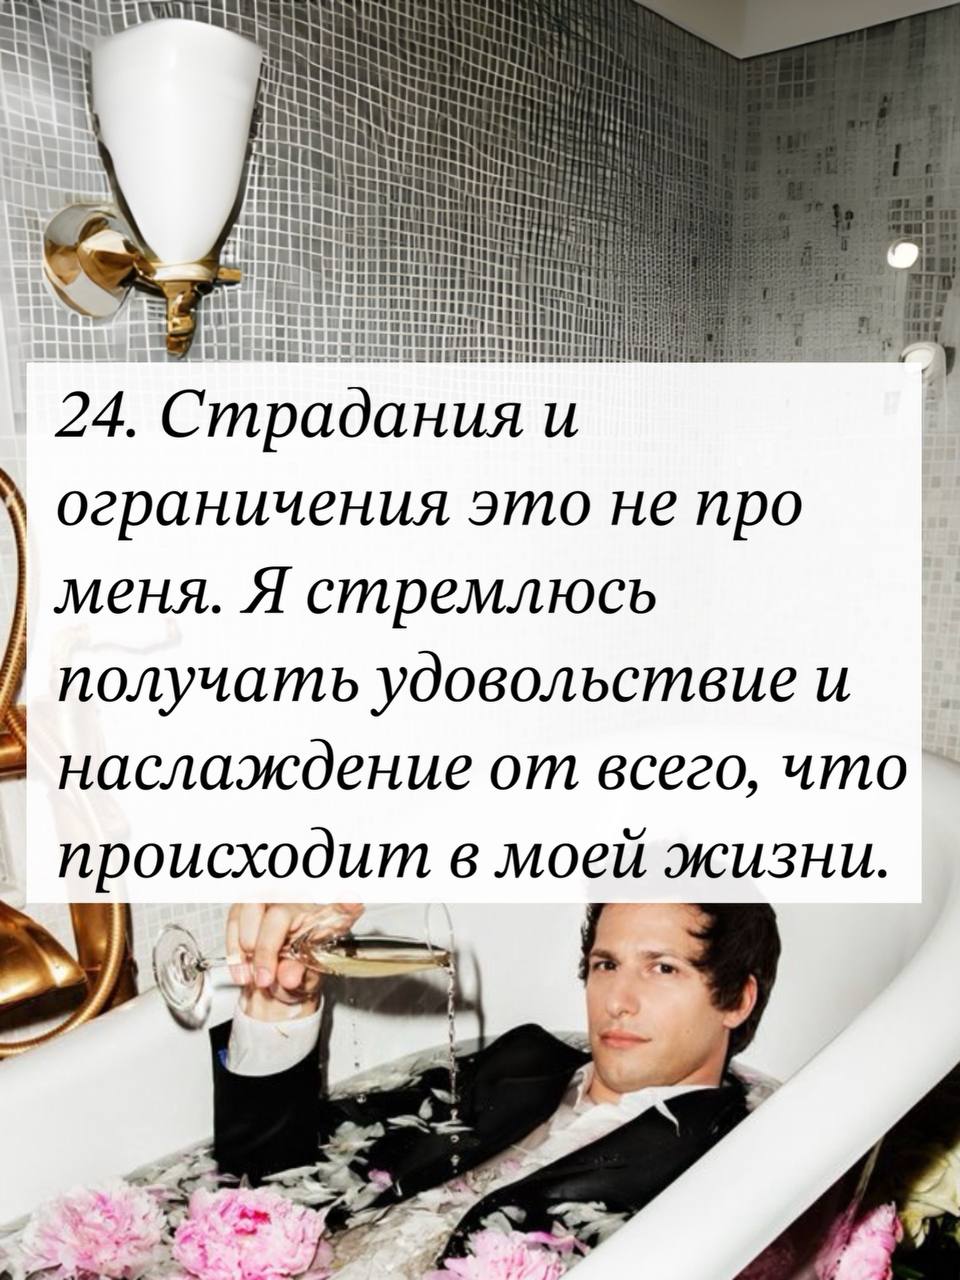 24. Страдания и
ограничения это не про
меня. Я стремлюсь
получать удовольствие и
наслаждение от всего, что
происходит в моей жизни.